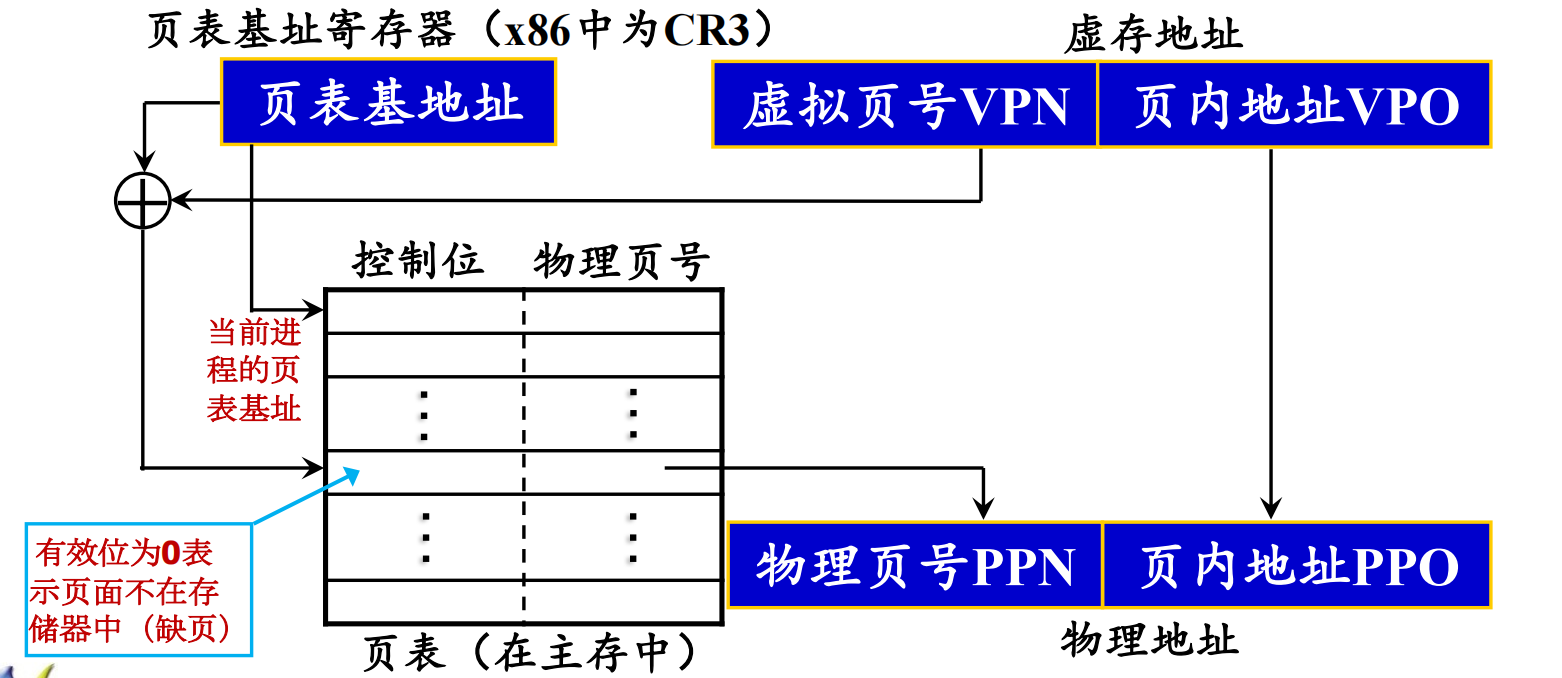 页表基址寄存器（x86中为CR3）
虚存地址
页表基地址
虚拟页号VPN
页内地址VPO
控制位
物理页号
当前进
程的页
表基址
有效位为0表
示页面不在存
储器中（缺页）
物理页号PPN
页内地址PPO
页表（在主存中）
物理地址